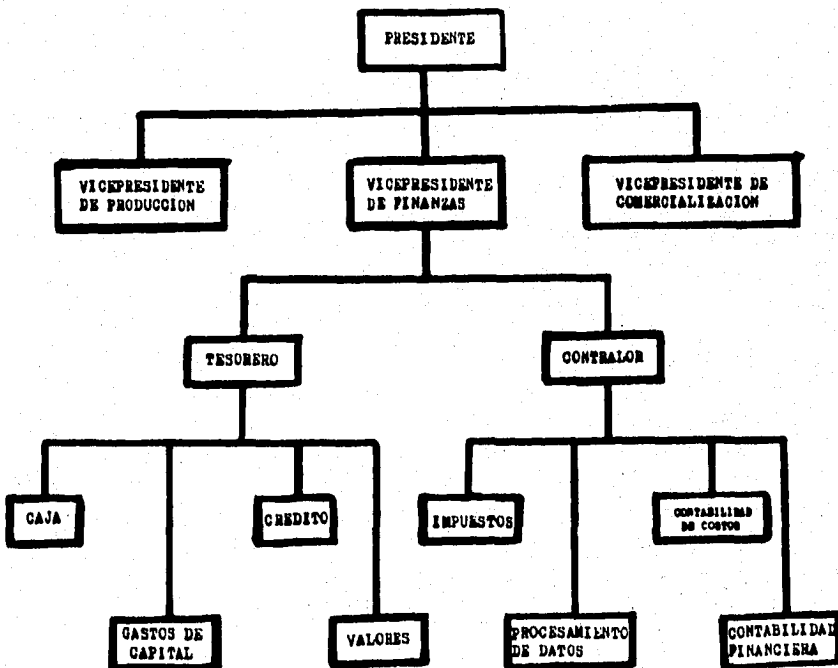 PRESIDENTE
VICEPRESIDENTE
DE PRODUCCION
VICEPRESIDENTE
DE FINANZAS
VICEPRESIDENTE DE
COMERCIALIZACION
TESORERO
CONTRALOR
CAJA
CREDITO
IMPUESTOS
CONTABILIDAD
DE COSTOS
GASTOS DE
CAPITAL
VALORES
PROCESAMIENTO
DE DATOS
CONTABILIDAD
FINANCIERA